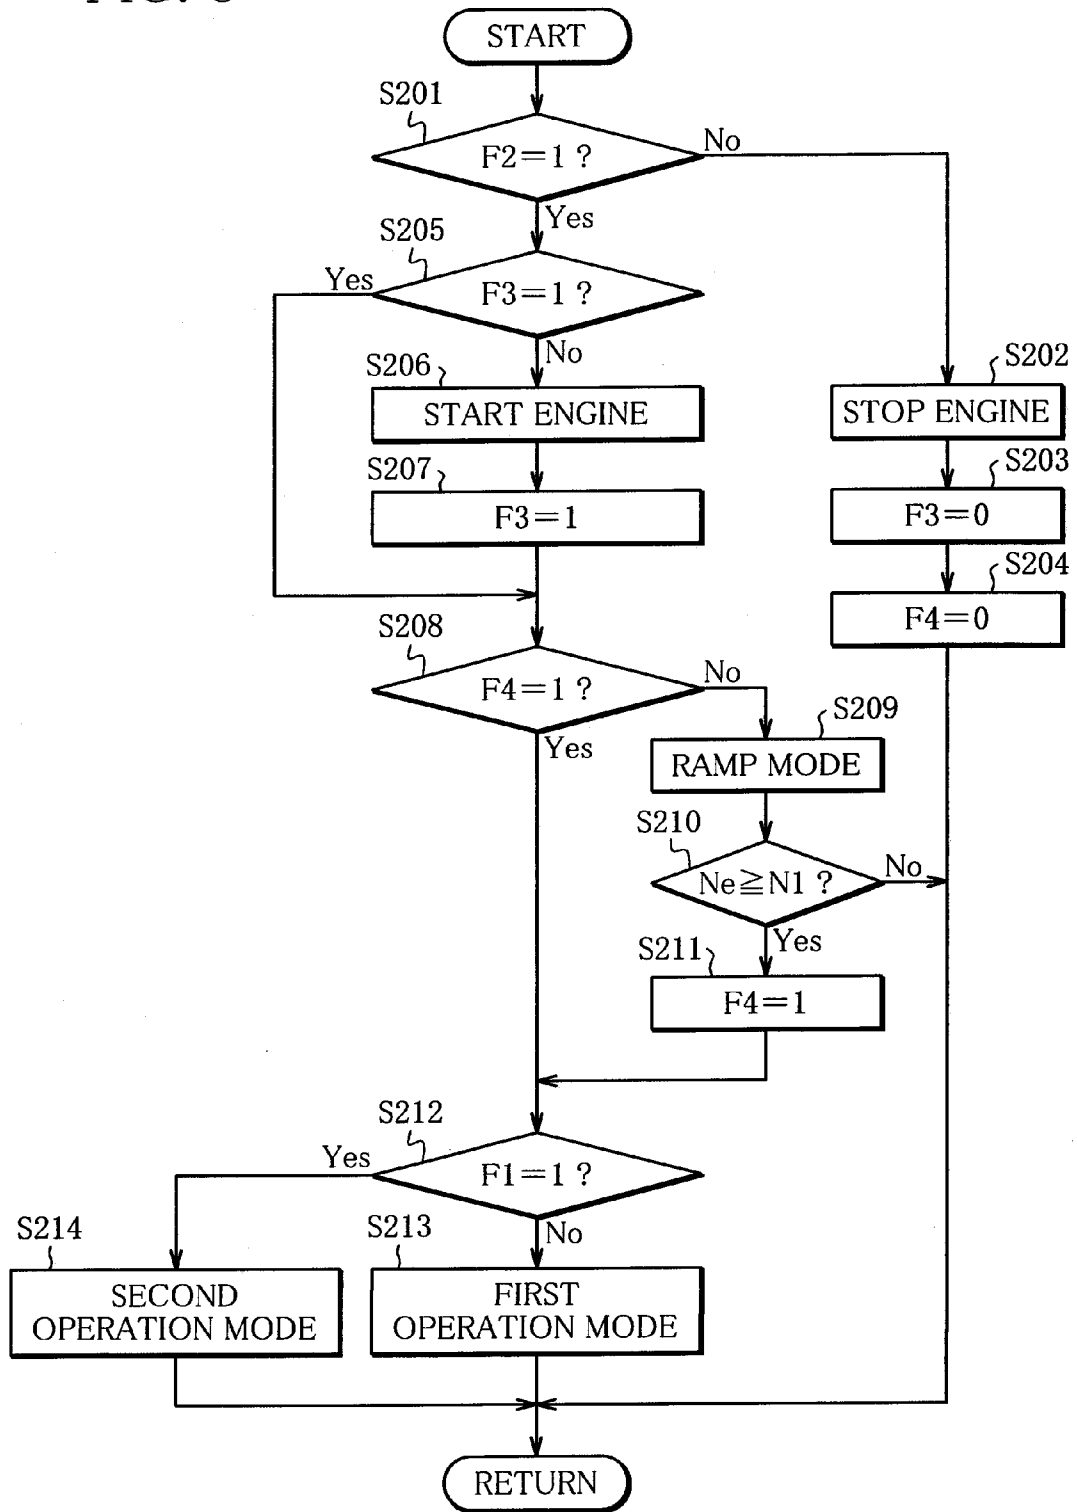 START
S201
F2=1 ?
No
Yes
S205
Yes
F3=1 ?
No
S206
START ENGINE
S202
STOP ENGINE
S207
F3=1
S203
F3=0
S204
F4=0
S208
F4=1 ?
No
Yes
S209
RAMP MODE
S210
Ne≧N1 ?
No
Yes
S211
F4=1
S212
Yes
F1=1 ?
No
S214
SECOND
OPERATION MODE
S213
FIRST
OPERATION MODE
RETURN